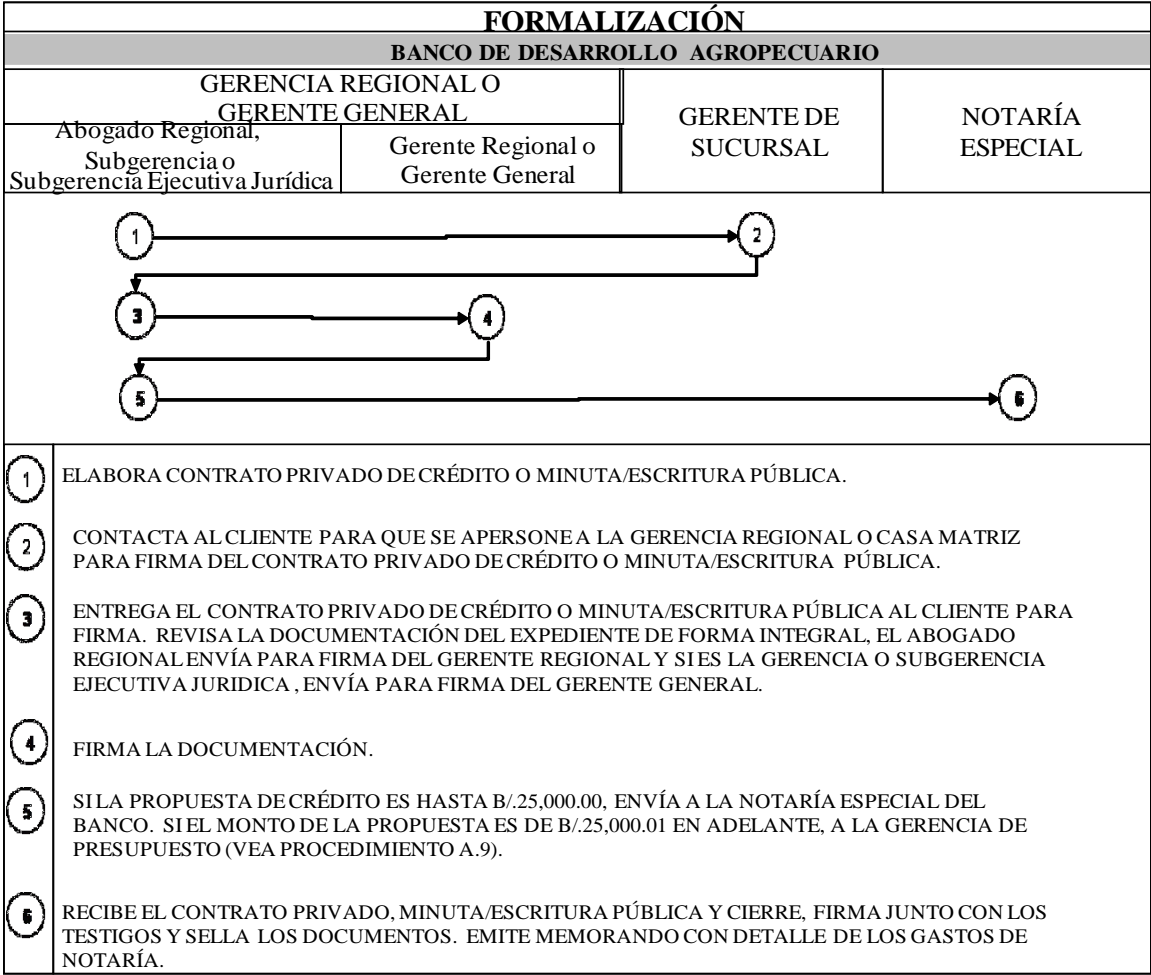 FORMALIZACIÓN
BANCO DE DESARROLLO AGROPECUARIO
GERENCIA REGIONAL O
GERENTE GENERAL
Abogado Regional,
Subgerencia o
Subgerencia Ejecutiva Jurídica
Gerente Regional o
Gerente General
GERENTE DE
SUCURSAL
NOTARÍA
ESPECIAL
1
2
3
4
5
6
1
ELABORA CONTRATO PRIVADO DE CRÉDITO O MINUTA/ESCRITURA PÚBLICA.
2
CONTACTA AL CLIENTE PARA QUE SE APERSONE A LA GERENCIA REGIONAL O CASA MATRIZ
PARA FIRMA DEL CONTRATO PRIVADO DE CRÉDITO O MINUTA/ESCRITURA PÚBLICA.
3
ENTREGA EL CONTRATO PRIVADO DE CRÉDITO O MINUTA/ESCRITURA PÚBLICA AL CLIENTE PARA
FIRMA. REVISA LA DOCUMENTACIÓN DEL EXPEDIENTE DE FORMA INTEGRAL, EL ABOGADO
REGIONAL ENVÍA PARA FIRMA DEL GERENTE REGIONAL Y SI ES LA GERENCIA O SUBGERENCIA
EJECUTIVA JURIDICA , ENVÍA PARA FIRMA DEL GERENTE GENERAL.
4
FIRMA LA DOCUMENTACIÓN.
5
SI LA PROPUESTA DE CRÉDITO ES HASTA B/.25,000.00, ENVÍA A LA NOTARÍA ESPECIAL DEL
BANCO. SI EL MONTO DE LA PROPUESTA ES DE B/.25,000.01 EN ADELANTE, A LA GERENCIA DE
PRESUPUESTO (VEA PROCEDIMIENTO A.9).
6
RECIBE EL CONTRATO PRIVADO, MINUTA/ESCRITURA PÚBLICA Y CIERRE, FIRMA JUNTO CON LOS
TESTIGOS Y SELLA LOS DOCUMENTOS. EMITE MEMORANDO CON DETALLE DE LOS GASTOS DE
NOTARÍA.